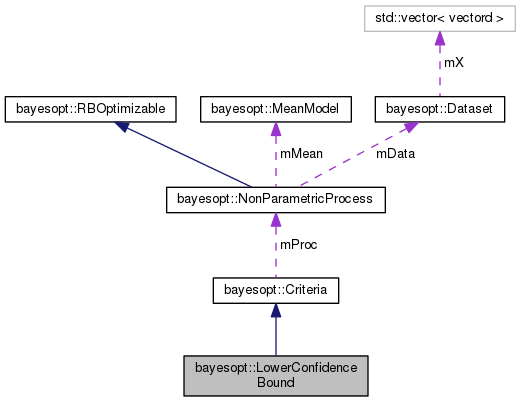 std::vector< vectord >
mX
bayesopt::RBOptimizable
bayesopt::MeanModel
bayesopt::Dataset
mMean
mData
bayesopt::NonParametricProcess
mProc
bayesopt::Criteria
bayesopt::LowerConfidence
Bound